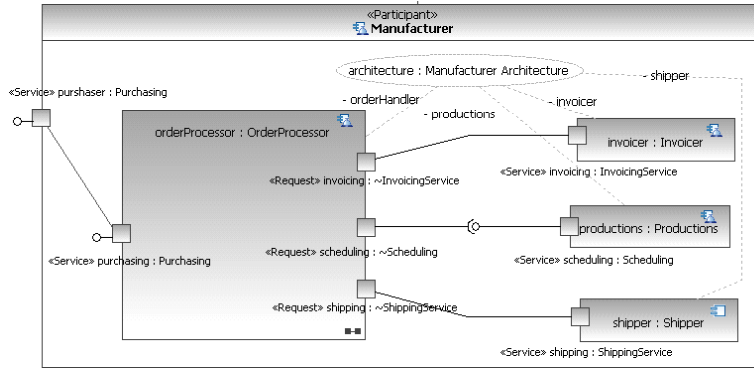 «Participant»
Manufacturer
architecture : Manufacturer Architecture
- shipper
«Service» purshaser : Purchasing
- orderHandler
- invoicer
- productions
orderProcessor : OrderProcessor
invoicer : Invoicer
«Request» invoicing : ~InvoicingService
«Service» invoicing : InvoicingService
productions : Productions
«Request» scheduling : ~Scheduling
«Service» purchasing : Purchasing
«Service» scheduling : Scheduling
«Request» shipping : ~ShippingService
shipper : Shipper
«Service» shipping : ShippingService